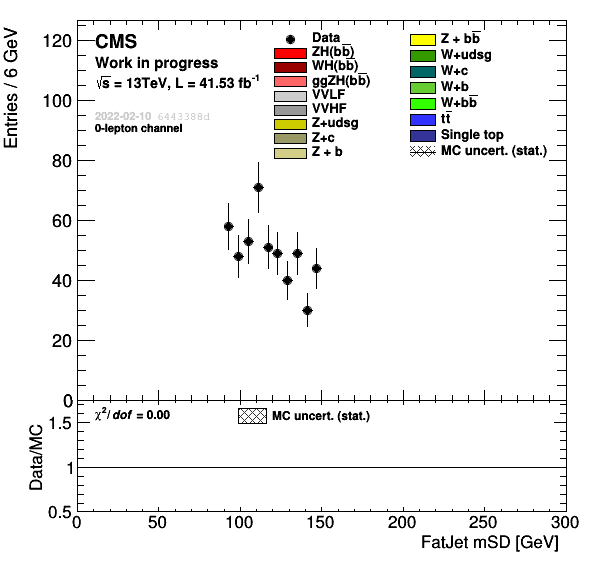 Entries / 6 GeV
120
100
80
60
40
20
0
CMS
Work in progress
√s = 13TeV, L = 41.53 fb⁻¹
2022-02-10 6443388d
0-lepton channel
Data
ZH(bb̅)
WH(bb̅)
ggZH(bb̅)
VVLF
VVHF
Z+udsg
Z+c
Z + b
Z + bb̅
W+udsg
W+c
W+b
W+bb̅
tt̅
Single top
MC uncert. (stat.)
Data/MC
1.5
1
0.5
χ²/dof = 0.00
MC uncert. (stat.)
0 50 100 150 200 250 300
FatJet mSD [GeV]